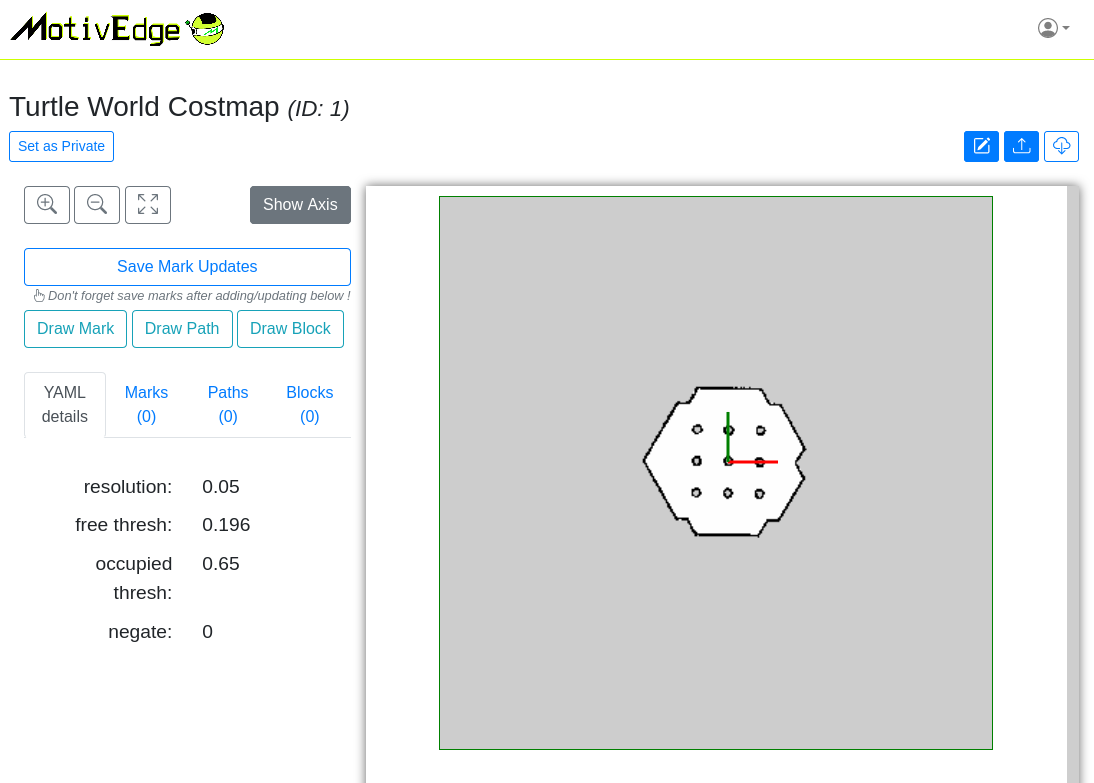 MotivEdge
Turtle World Costmap (ID: 1)
Set as Private
Show Axis
Save Mark Updates
Don't forget save marks after adding/updating below !
Draw Mark Draw Path Draw Block
YAML details Marks (0) Paths (0) Blocks (0)
resolution: 0.05
free thresh: 0.196
occupied thresh: 0.65
negate: 0